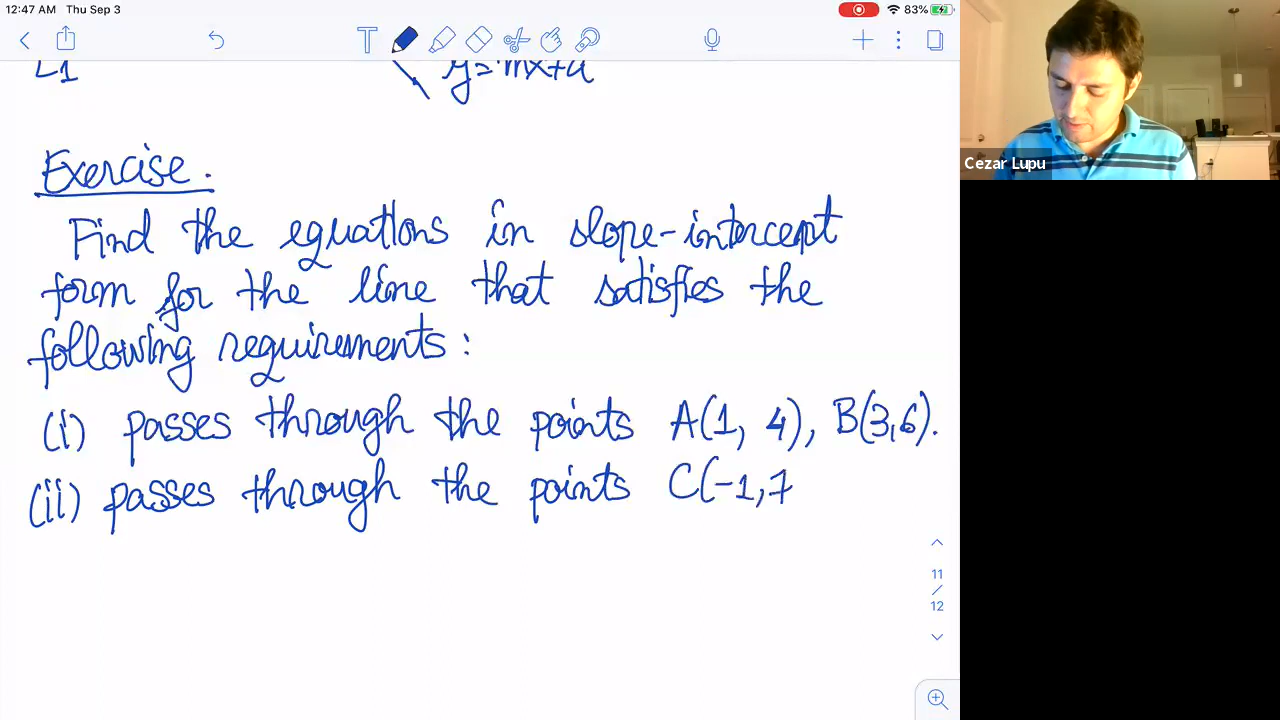 12:47 AM Thu Sep 3
83%
T
y=mx+a
Exercise.
Find the equations in slope-intercept
form for the line that satisfies the
following requirements:
(i) passes through the points A(1, 4), B(3,6).
(ii) passes through the points C(-1,7
11
/
12
Cezar Lupu